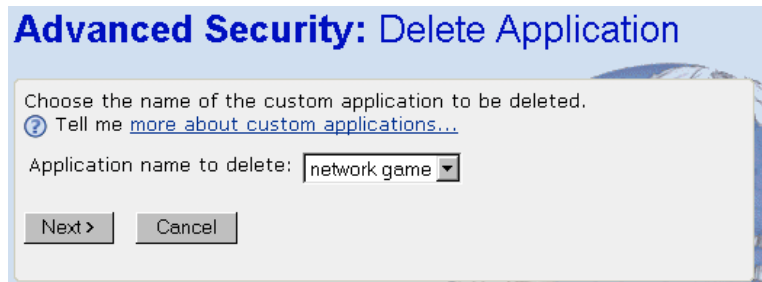 Advanced Security: Delete Application
Choose the name of the custom application to be deleted.
? Tell me more about custom applications...
Application name to delete: network game
Next> Cancel